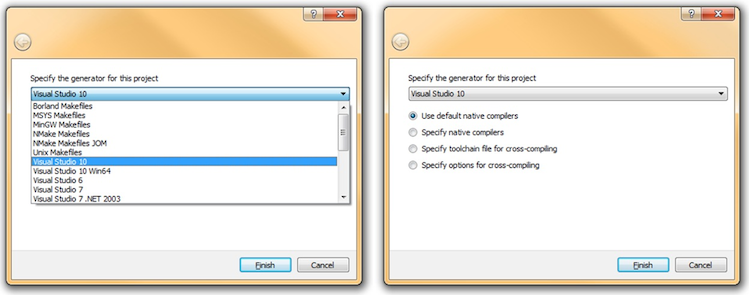 Specify the generator for this project
Visual Studio 10
Borland Makefiles
MSYS Makefiles
MinGW Makefiles
NMake Makefiles
NMake Makefiles JOM
Unix Makefiles
Visual Studio 10
Visual Studio 10 Win64
Visual Studio 6
Visual Studio 7
Visual Studio 7 .NET 2003
Finish
Cancel
Specify the generator for this project
Visual Studio 10
Use default native compilers
Specify native compilers
Specify toolchain file for cross-compiling
Specify options for cross-compiling
Finish
Cancel